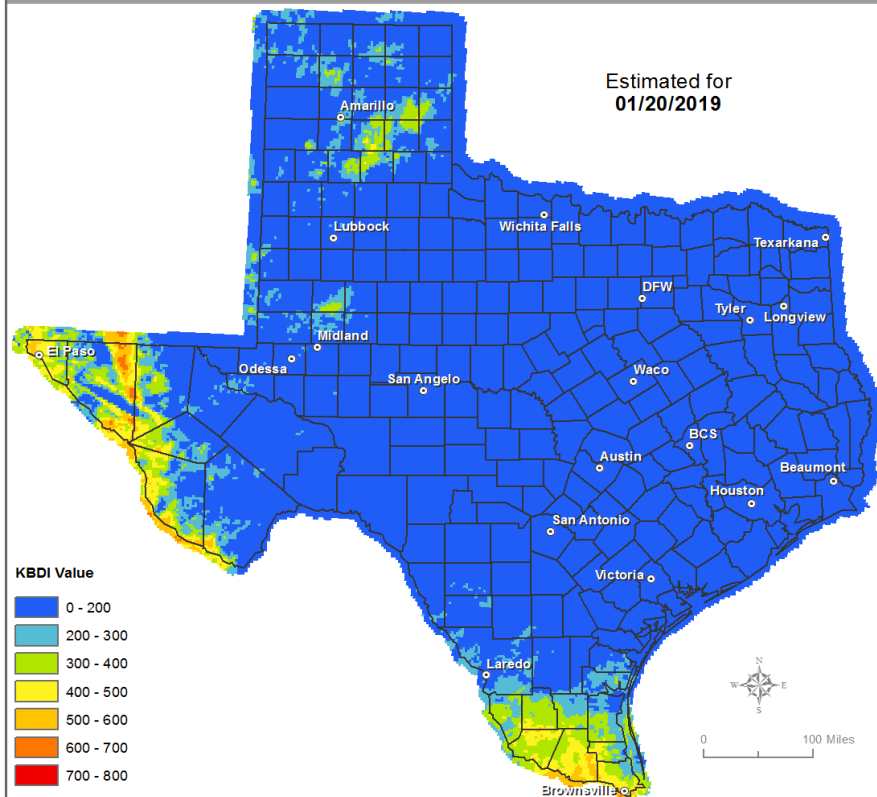 Estimated for
01/20/2019
Amarillo
Lubbock
Wichita Falls
Texarkana
DFW
Tyler
Longview
Midland
El Paso
Odessa
San Angelo
Waco
BCS
Austin
Beaumont
Houston
San Antonio
Victoria
KBDI Value
0 - 200
200 - 300
300 - 400
400 - 500
500 - 600
600 - 700
700 - 800
Laredo
Brownsville
N
W
E
S
0
100 Miles